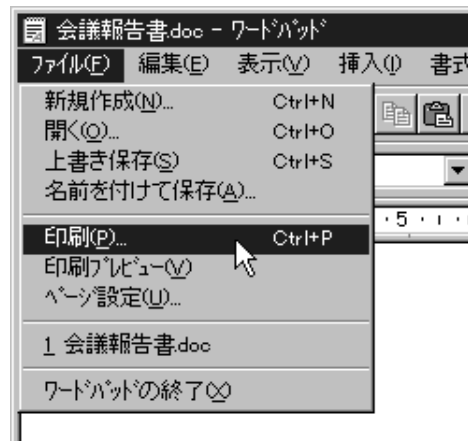 会議報告書.doc - ワードパッド
ファイル(F) 編集(E) 表示(V) 挿入(I) 書式
新規作成(N)... Ctrl+N
開く(O)... Ctrl+O
上書き保存(S) Ctrl+S
名前を付けて保存(A)...
印刷(P)... Ctrl+P
印刷プレビュー(V)
ページ設定(U)...
1 会議報告書.doc
ワードパッドの終了(X)
5